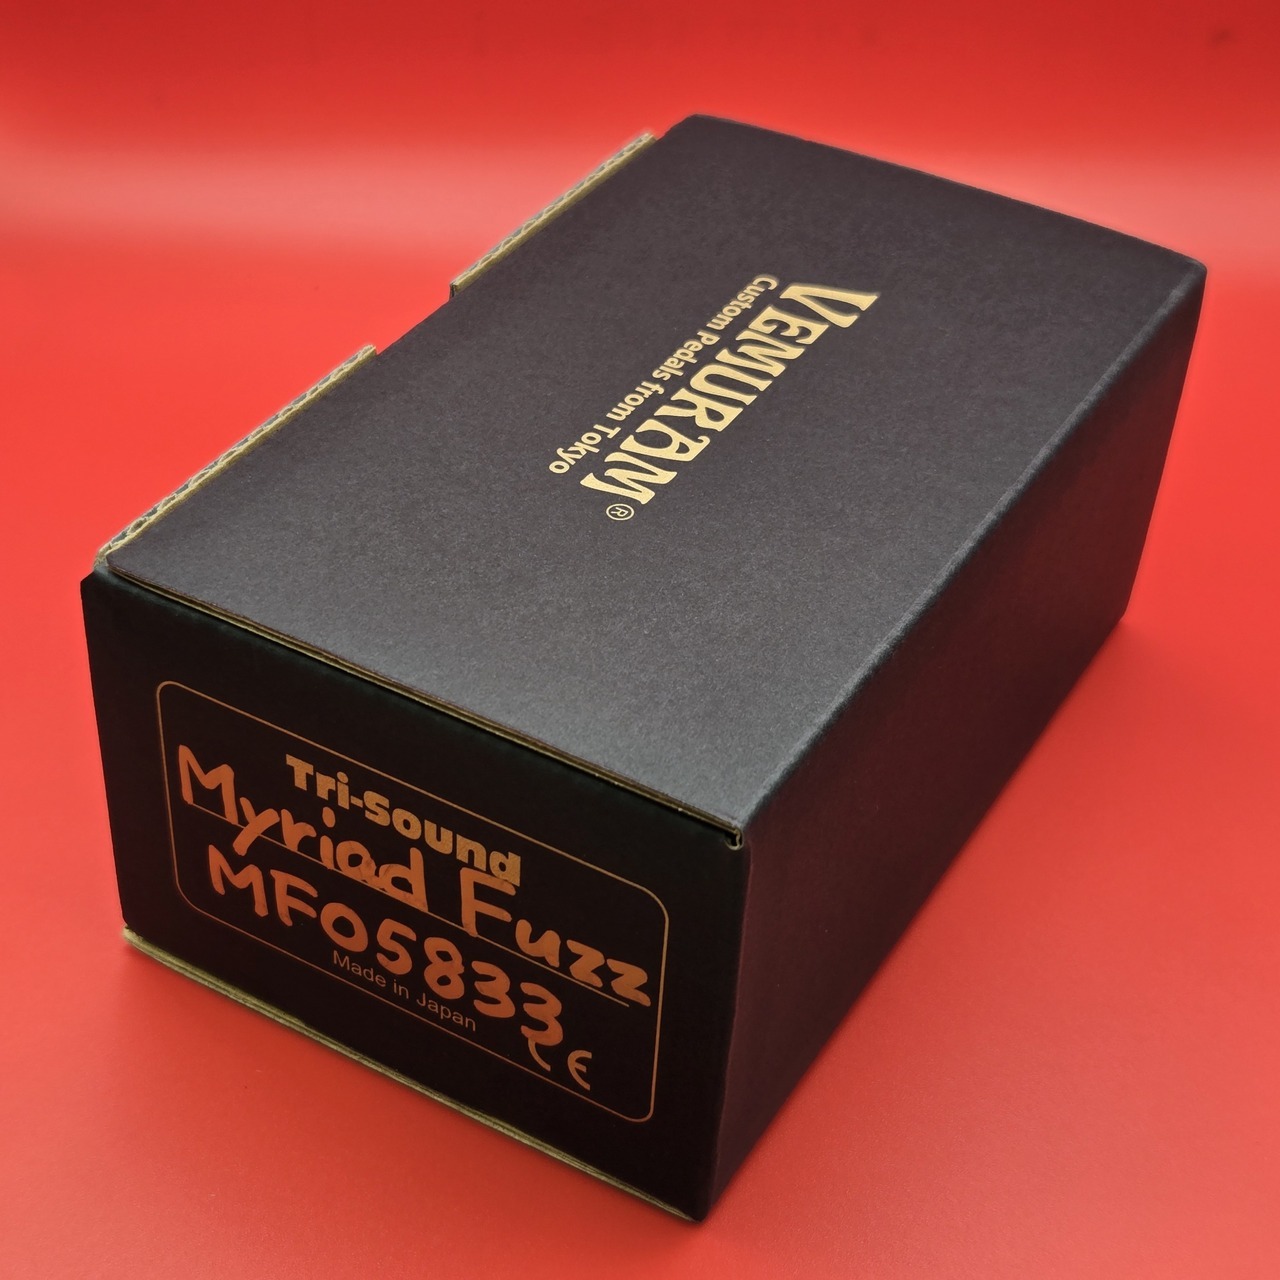 VEMURAM®
Custom Pedals from Tokyo
Tri-Sound
Myriad Fuzz
MF05833
Made in Japan
CE